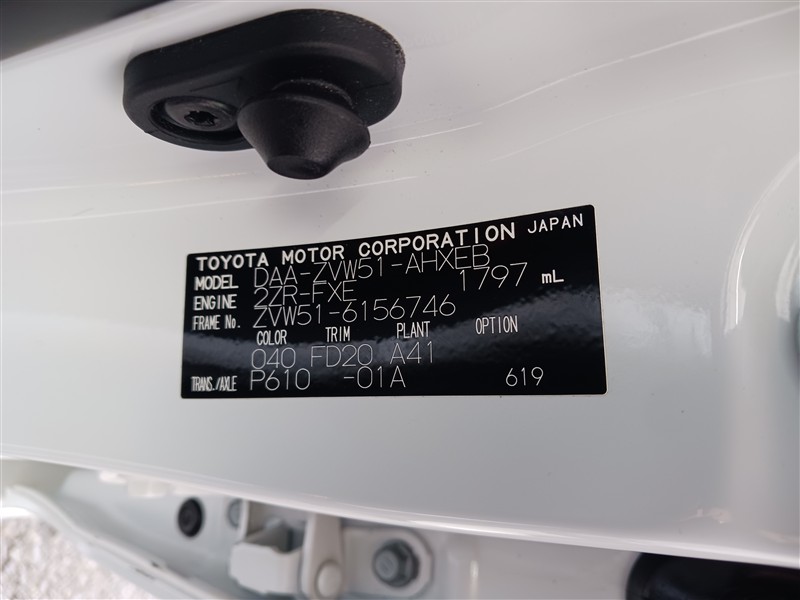 TOYOTA MOTOR CORPORATION JAPAN
MODEL DAA-ZVW51-AHXEB
ENGINE 2ZR-FXE 1797 mL
FRAME No. ZVW51-6156746
COLOR TRIM PLANT OPTION
040 FD20 A41
TRANS./AXLE P610 -01A 619